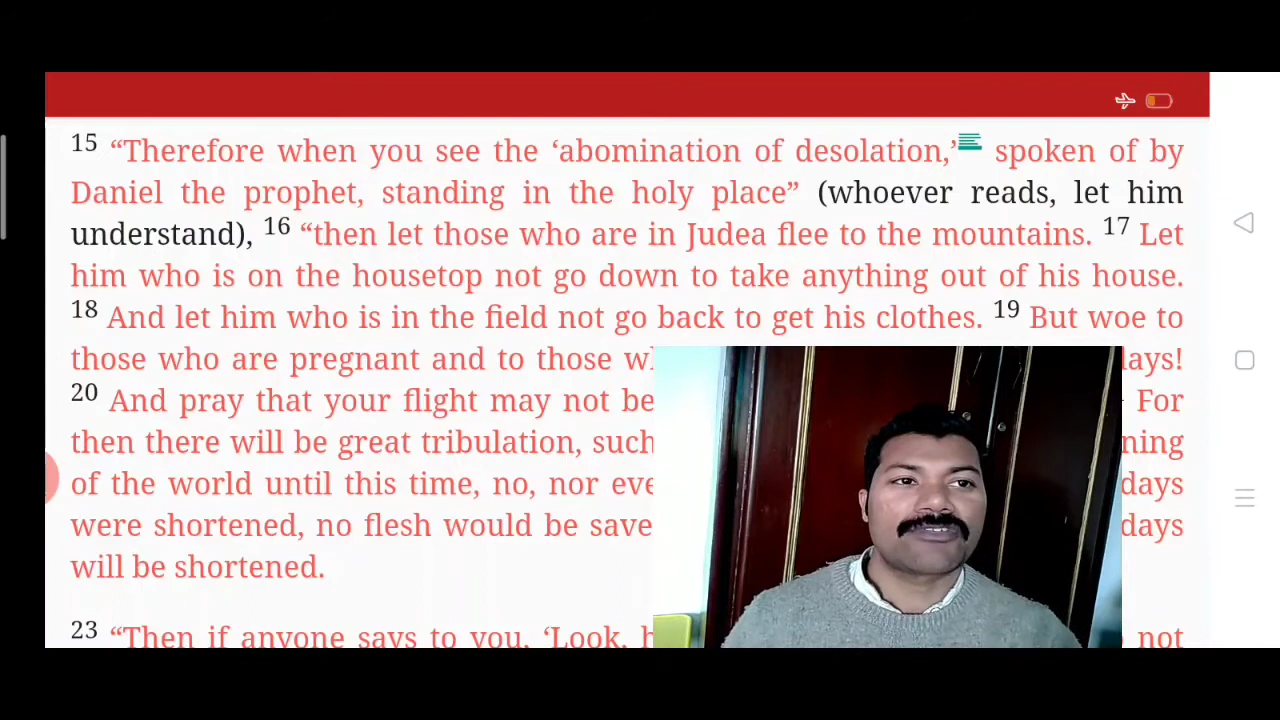 15 “Therefore when you see the ‘abomination of desolation,’ spoken of by
Daniel the prophet, standing in the holy place” (whoever reads, let him
understand), 16 “then let those who are in Judea flee to the mountains. 17 Let
him who is on the housetop not go down to take anything out of his house.
18 And let him who is in the field not go back to get his clothes. 19 But woe to
those who are pregnant and to those
20 And pray that your flight may not be For
then there will be great tribulation, such
of the world until this time, no, nor days
were shortened, no flesh would be days
will be shortened.
23 “Then if anyone says to you, ‘Look, not